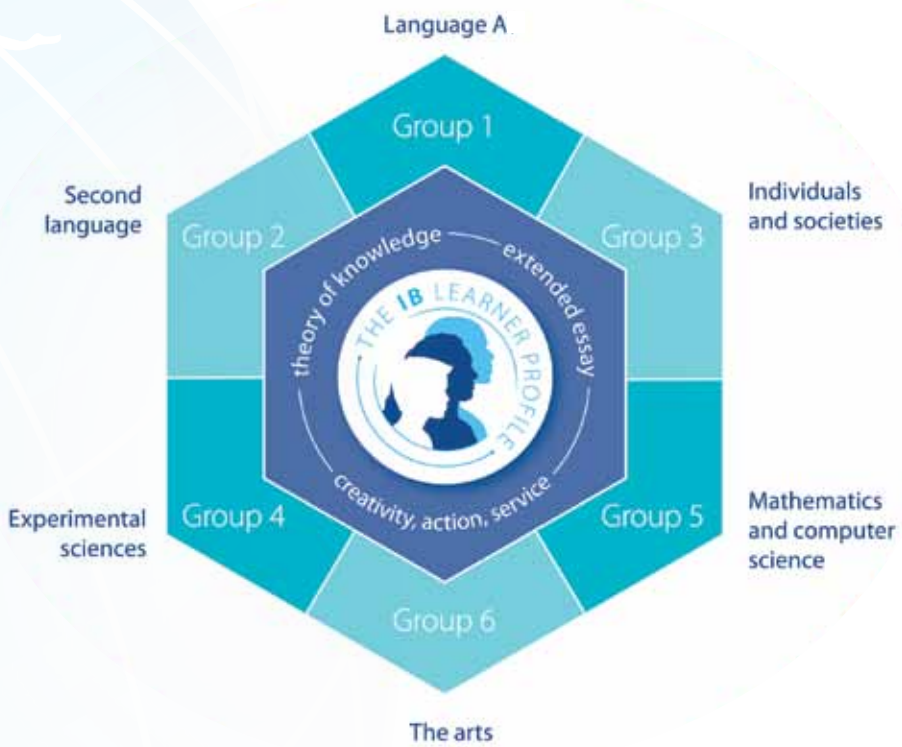 Language A
Group 1
Second
language
Group 2
Group 3
Individuals
and societies
theory of knowledge
extended essay
THE IB LEARNER PROFILE
creativity, action, service
Experimental
sciences
Group 4
Group 5
Mathematics
and computer
science
Group 6
The arts